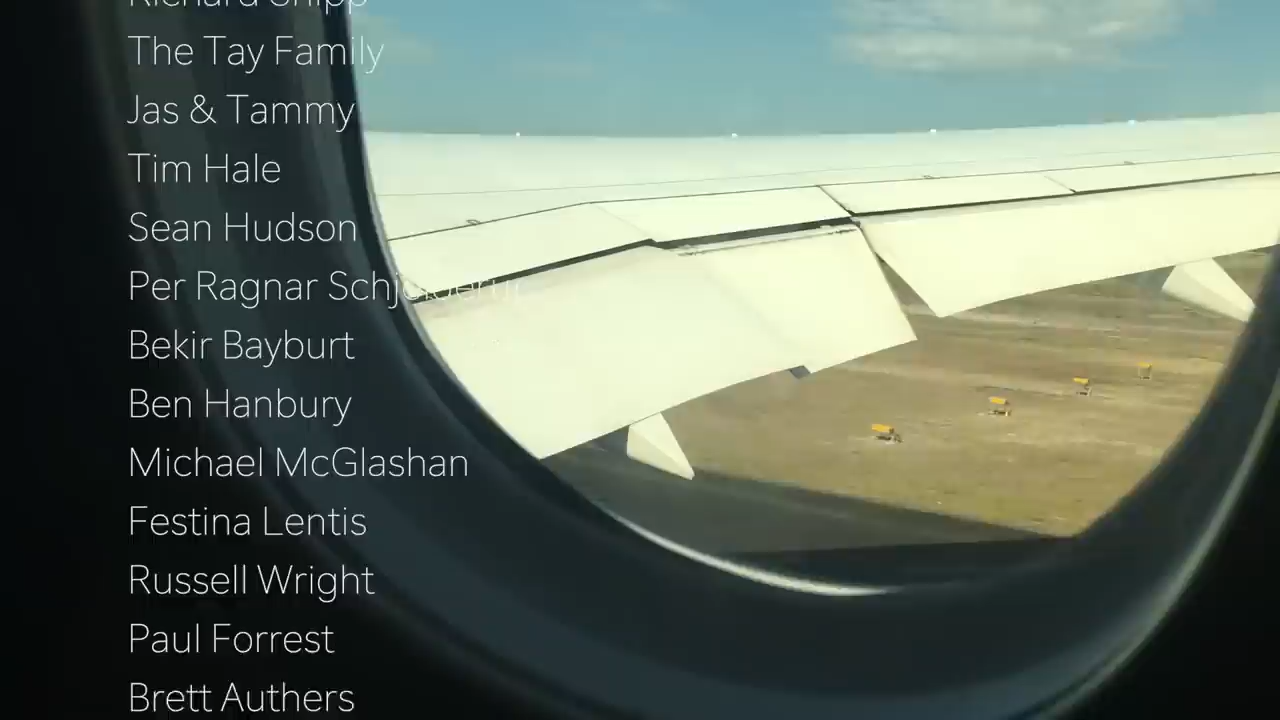 The Tay Family
Jas & Tammy
Tim Hale
Sean Hudson
Per Ragnar
Bekir Bayburt
Ben Hanbury
Michael McGlashan
Festina Lentis
Russell Wright
Paul Forrest
Brett Authers